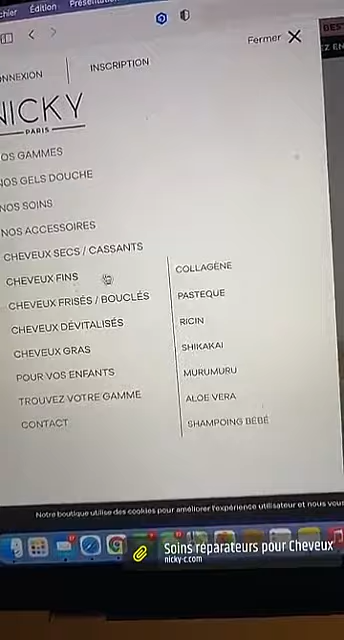 Édition
Fermer
INSCRIPTION
NICKY
PARIS
NOS GELS DOUCHE
NOS SOINS
NOS ACCESSOIRES
CHEVEUX SECS / CASSANTS
CHEVEUX FINS
CHEVEUX FRISÉS / BOUCLÉS
CHEVEUX DÉVITALISÉS
CHEVEUX GRAS
POUR VOS ENFANTS
TROUVEZ VOTRE GAMME
CONTACT
COLLAGÈNE
PASTEQUE
RICIN
SHIKAKAI
MURUMURU
ALOE VERA
SHAMPOING BÉBÉ
Notre boutique utilise des cookies pour améliorer l'expérience utilisateur et nous vous
Soins réparateurs pour Cheveux
nicky-c.com